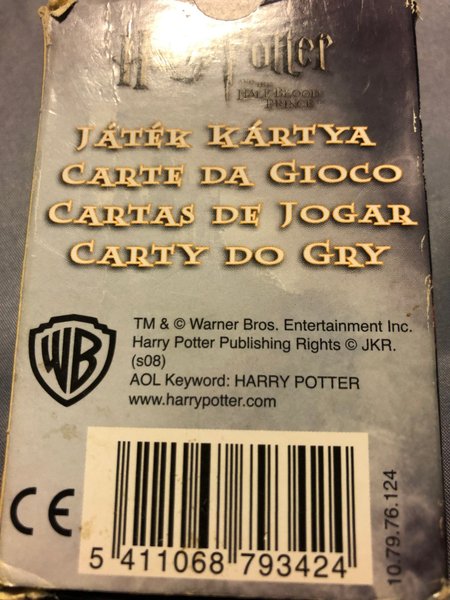 Harry Potter
AND THE
HALF-BLOOD
PRINCE
JÁTÉK KÁRTYA
CARTE DA GIOCO
CARTAS DE JOGAR
CARTY DO GRY
TM & © Warner Bros. Entertainment Inc.
Harry Potter Publishing Rights © JKR.
(s08)
AOL Keyword: HARRY POTTER
www.harrypotter.com
WB
CE
5 411068 793424
10.79.76.124